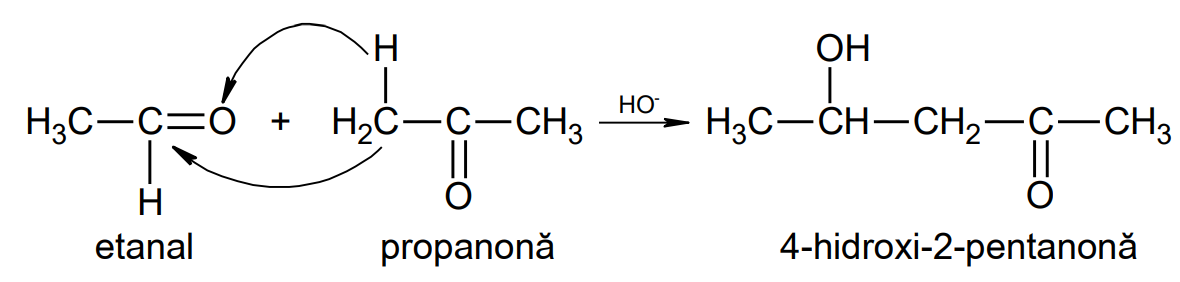 OH
H
H₃C—C=O + H₂C—C—CH₃ HO⁻ H₃C—CH—CH₂—C—CH₃
H O O
etanal propanonă 4-hidroxi-2-pentanonă